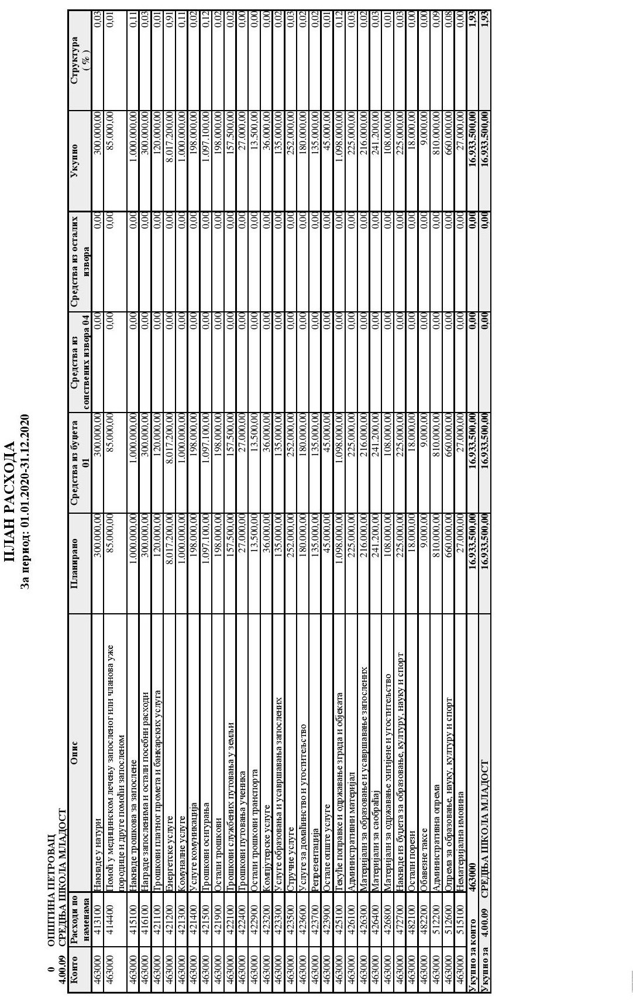 ПЛАН РАСХОДА
За период: 01.01.2020-31.12.2020
0 ОПШТИНА ПЕТРОВАЦ
4.00.09 СРЕДЊА ШКОЛА МЛАДОСТ
Конто Расходи по наменама Опис Планирано Средства из буџета 01 Средства из сопствених извора 04 Средства из осталих извора Укупно Структура ( % )
463000 413100 Накнаде у натури 300.000,00 300.000,00 0,00 0,00 300.000,00 0,03
463000 414400 Помоћ у медицинском лечењу запосленог или чланова уже 85.000,00 85.000,00 0,00 0,00 85.000,00 0,01
породице и друге помоћи запосленом
463000 415100 Накнаде трошкова за запослене 1.000.000,00 1.000.000,00 0,00 0,00 1.000.000,00 0,11
463000 416100 Награде запосленима и остали посебни расходи 300.000,00 300.000,00 0,00 0,00 300.000,00 0,03
463000 421100 Трошкови платног промета и банкарских услуга 120.000,00 120.000,00 0,00 0,00 120.000,00 0,01
463000 421200 Енергетске услуге 8.017.200,00 8.017.200,00 0,00 0,00 8.017.200,00 0,91
463000 421300 Комуналне услуге 1.000.000,00 1.000.000,00 0,00 0,00 1.000.000,00 0,11
463000 421400 Услуге комуникација 198.000,00 198.000,00 0,00 0,00 198.000,00 0,02
463000 421500 Трошкови осигурања 1.097.100,00 1.097.100,00 0,00 0,00 1.097.100,00 0,12
463000 421900 Остали трошкови 198.000,00 198.000,00 0,00 0,00 198.000,00 0,02
463000 422100 Трошкови службених путовања у земљи 157.500,00 157.500,00 0,00 0,00 157.500,00 0,02
463000 422400 Трошкови путовања ученика 27.000,00 27.000,00 0,00 0,00 27.000,00 0,00
463000 422900 Остали трошкови транспорта 13.500,00 13.500,00 0,00 0,00 13.500,00 0,00
463000 423200 Компјутерске услуге 36.000,00 36.000,00 0,00 0,00 36.000,00 0,00
463000 423300 Услуге образовања и усавршавања запослених 135.000,00 135.000,00 0,00 0,00 135.000,00 0,02
463000 423500 Стручне услуге 252.000,00 252.000,00 0,00 0,00 252.000,00 0,03
463000 423600 Услуге за домаћинство и угоститељство 180.000,00 180.000,00 0,00 0,00 180.000,00 0,02
463000 423700 Репрезентација 135.000,00 135.000,00 0,00 0,00 135.000,00 0,02
463000 423900 Остале опште услуге 45.000,00 45.000,00 0,00 0,00 45.000,00 0,01
463000 425100 Текуће поправке и одржавање зграда и објеката 1.098.000,00 1.098.000,00 0,00 0,00 1.098.000,00 0,12
463000 426100 Административни материјал 225.000,00 225.000,00 0,00 0,00 225.000,00 0,03
463000 426300 Материјали за образовање и усавршавање запослених 216.000,00 216.000,00 0,00 0,00 216.000,00 0,02
463000 426400 Материјали за саобраћај 241.200,00 241.200,00 0,00 0,00 241.200,00 0,03
463000 426800 Материјали за одржавање хигијене и угоститељство 108.000,00 108.000,00 0,00 0,00 108.000,00 0,01
463000 472700 Накнаде из буџета за образовање, културу, науку и спорт 225.000,00 225.000,00 0,00 0,00 225.000,00 0,03
463000 482100 Остали порези 18.000,00 18.000,00 0,00 0,00 18.000,00 0,00
463000 482200 Обавезне таксе 9.000,00 9.000,00 0,00 0,00 9.000,00 0,00
463000 512200 Административна опрема 810.000,00 810.000,00 0,00 0,00 810.000,00 0,09
463000 512600 Опрема за образовање, науку, културу и спорт 660.000,00 660.000,00 0,00 0,00 660.000,00 0,08
463000 515100 Нематеријална имовина 27.000,00 27.000,00 0,00 0,00 27.000,00 0,00
Укупно за конто 463000 16.933.500,00 16.933.500,00 0,00 0,00 16.933.500,00 1,93
Укупно за 4.00.09 СРЕДЊА ШКОЛА МЛАДОСТ 16.933.500,00 16.933.500,00 0,00 0,00 16.933.500,00 1,93